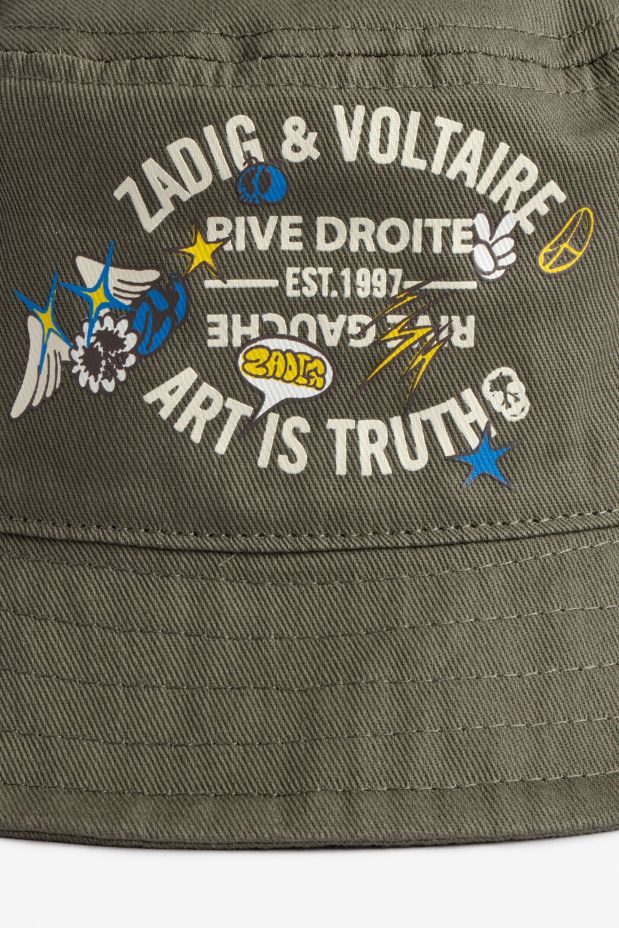 ZADIG & VOLTAIRE
RIVE DROITE
EST.1997
RIVE GAUCHE
ZADIG
ART IS TRUTH